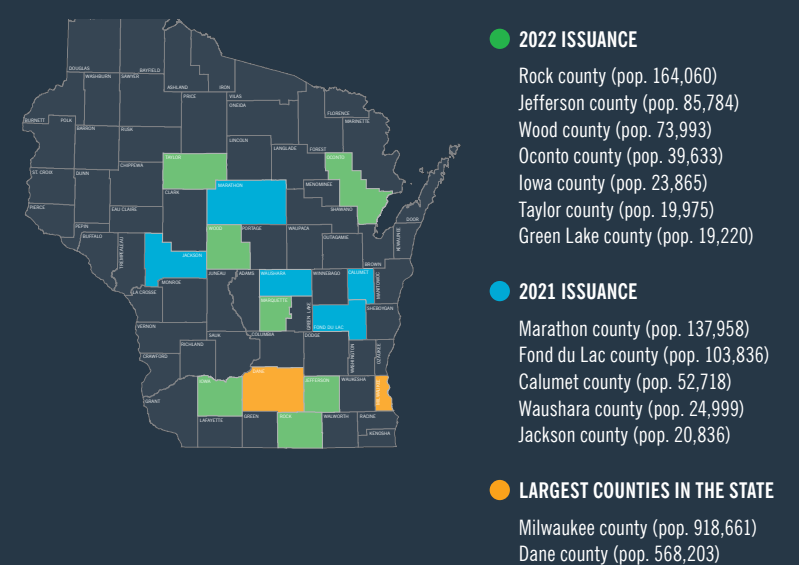 DOUGLAS
BAYFIELD
WASHBURN
SAWYER
ASHLAND
IRON
PRICE
VILAS
ONEIDA
FLORENCE
MARINETTE
BURNETT
POLK
BARRON
RUSK
LINCOLN
LANGLADE
FOREST
OCONTO
TAYLOR
CHIPPEWA
ST. CROIX
DUNN
CLARK
MARATHON
MENOMINEE
SHAWANO
PIERCE
EAU CLAIRE
PEPIN
BUFFALO
TREMPEALEAU
JACKSON
WOOD
PORTAGE
WAUPACA
OUTAGAMIE
BROWN
KEWAUNEE
DOOR
MONROE
LA CROSSE
JUNEAU
ADAMS
WAUSHARA
WINNEBAGO
CALUMET
MANITOWOC
MARQUETTE
GREEN LAKE
FOND DU LAC
SHEBOYGAN
VERNON
SAUK
COLUMBIA
DODGE
RICHLAND
CRAWFORD
WASHINGTON
OZAUKEE
GRANT
IOWA
DANE
JEFFERSON
WAUKESHA
MILWAUKEE
LAFAYETTE
GREEN
ROCK
WALWORTH
RACINE
KENOSHA
2022 ISSUANCE
Rock county (pop. 164,060)
Jefferson county (pop. 85,784)
Wood county (pop. 73,993)
Oconto county (pop. 39,633)
Iowa county (pop. 23,865)
Taylor county (pop. 19,975)
Green Lake county (pop. 19,220)
2021 ISSUANCE
Marathon county (pop. 137,958)
Fond du Lac county (pop. 103,836)
Calumet county (pop. 52,718)
Waushara county (pop. 24,999)
Jackson county (pop. 20,836)
LARGEST COUNTIES IN THE STATE
Milwaukee county (pop. 918,661)
Dane county (pop. 568,203)